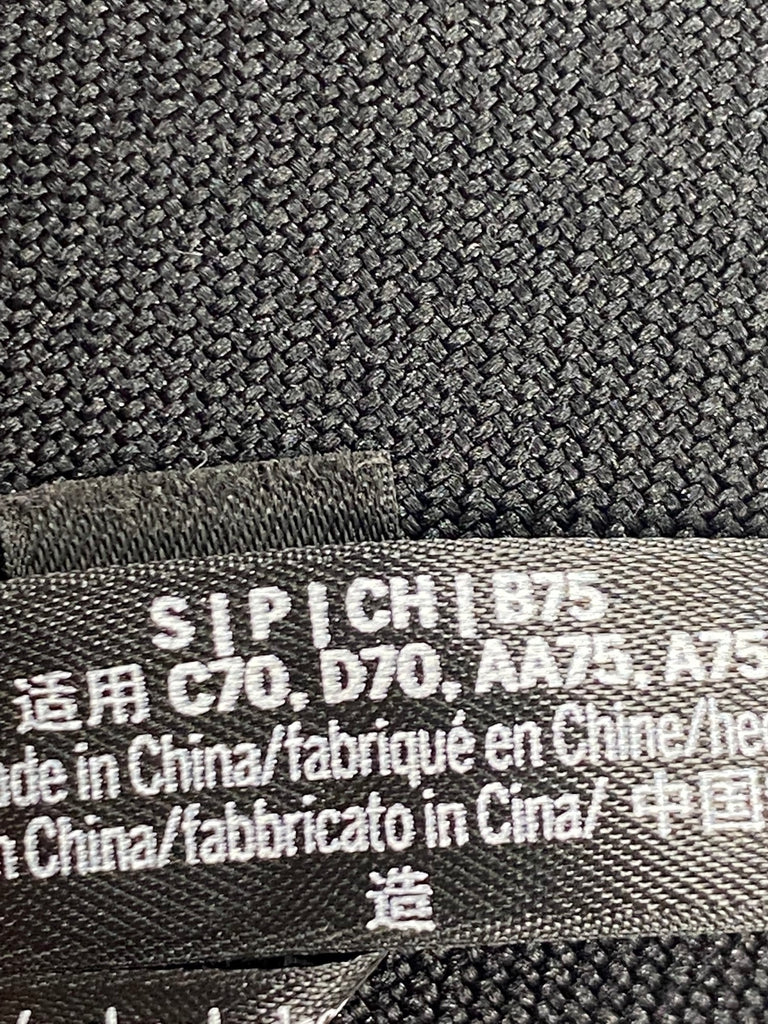 S | P | CH | B75
适用 C70, D70, AA75, A75
de in China/fabriqué en Chine/he
China/fabbricato in Cina/ 中国
造